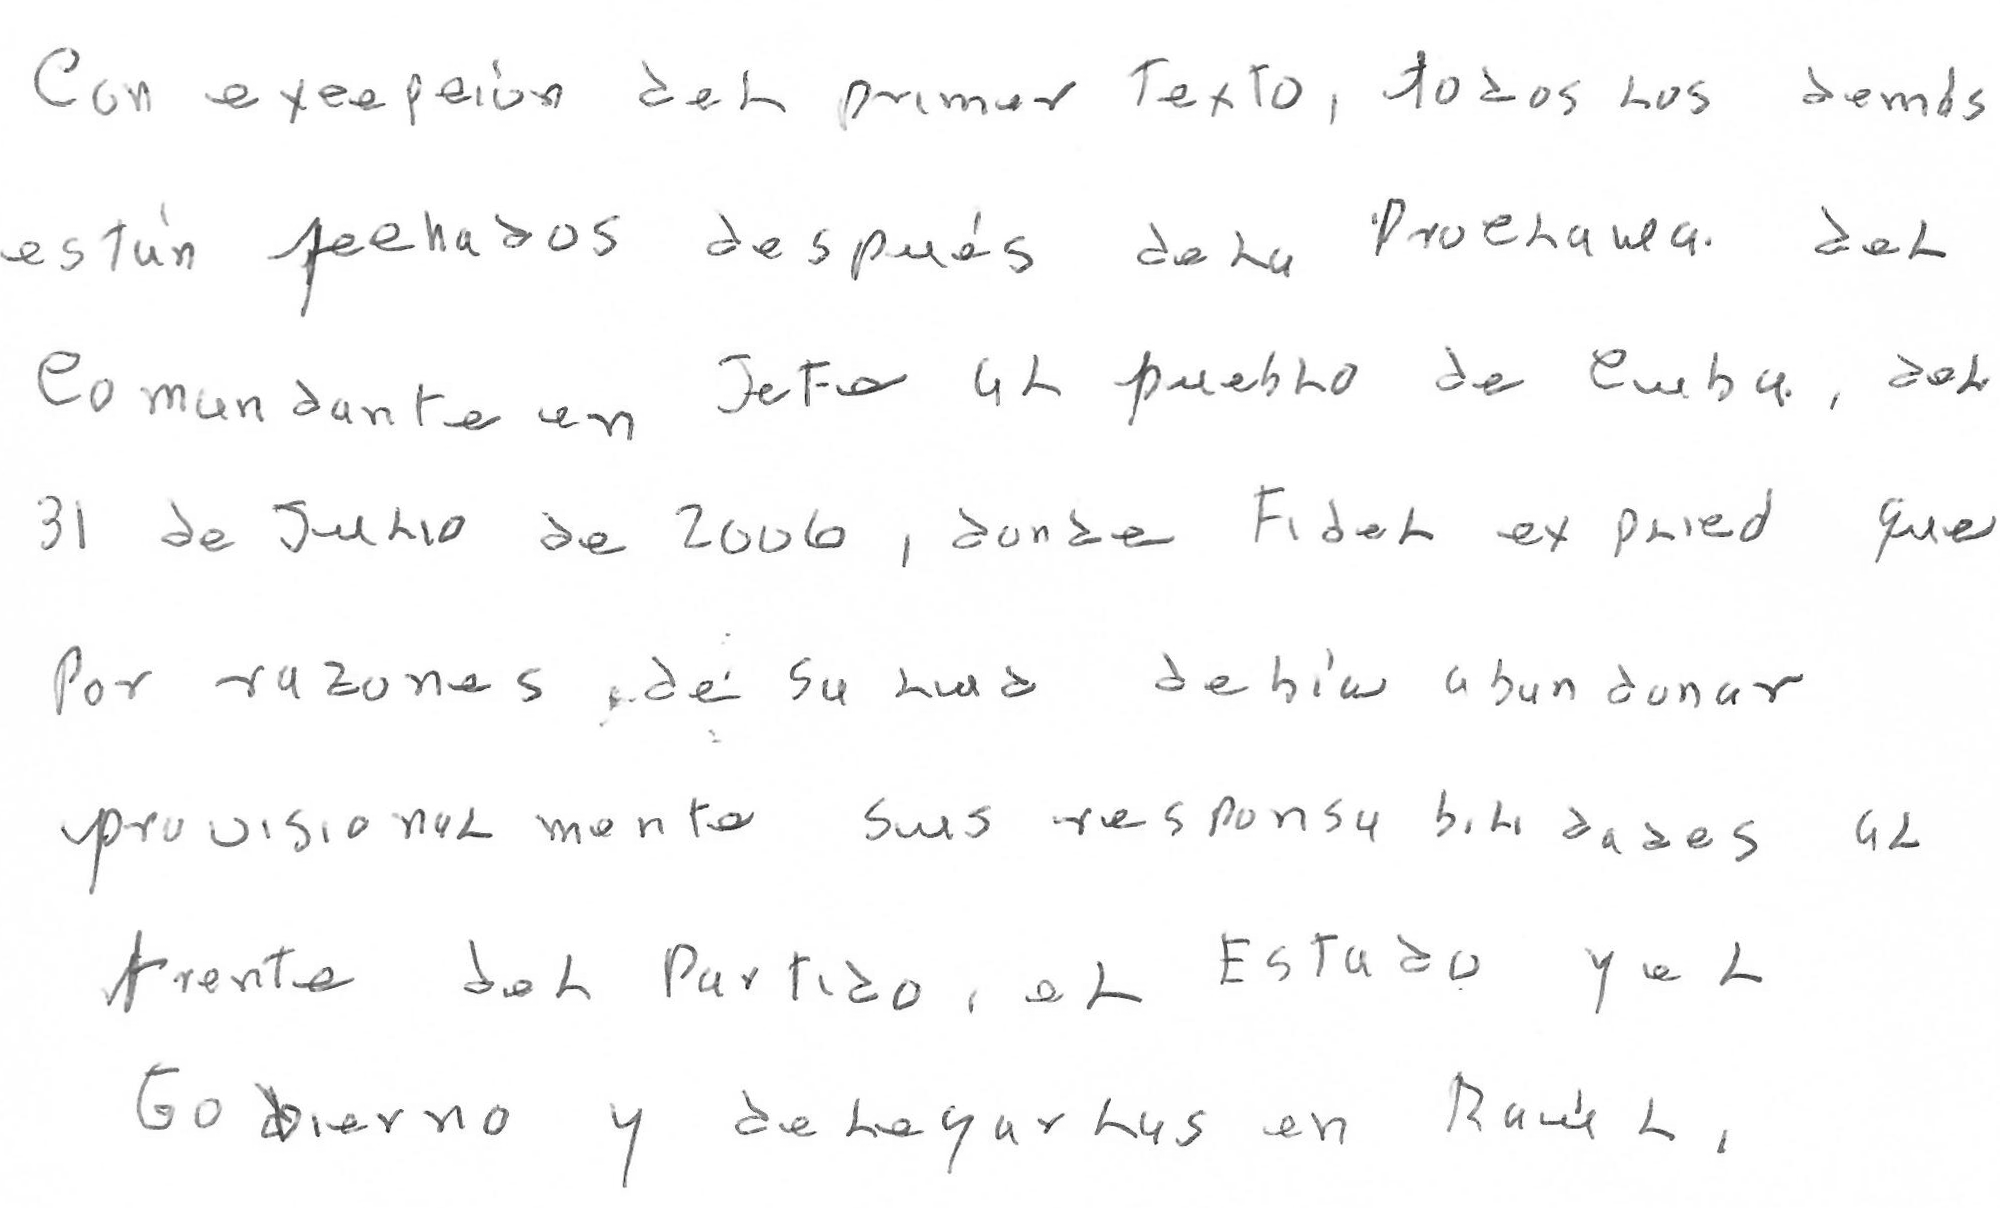 Con excepción del primer Texto, todos los demás
están fechados después de la Proclama del
Comandante en Jefe al pueblo de Cuba, del
31 de Julio de 2006, donde Fidel explicó que
Por razones de salud debía abandonar
provisionalmente sus responsabilidades al
frente del Partido, el Estado y el
Gobierno y delegarlas en Raúl,